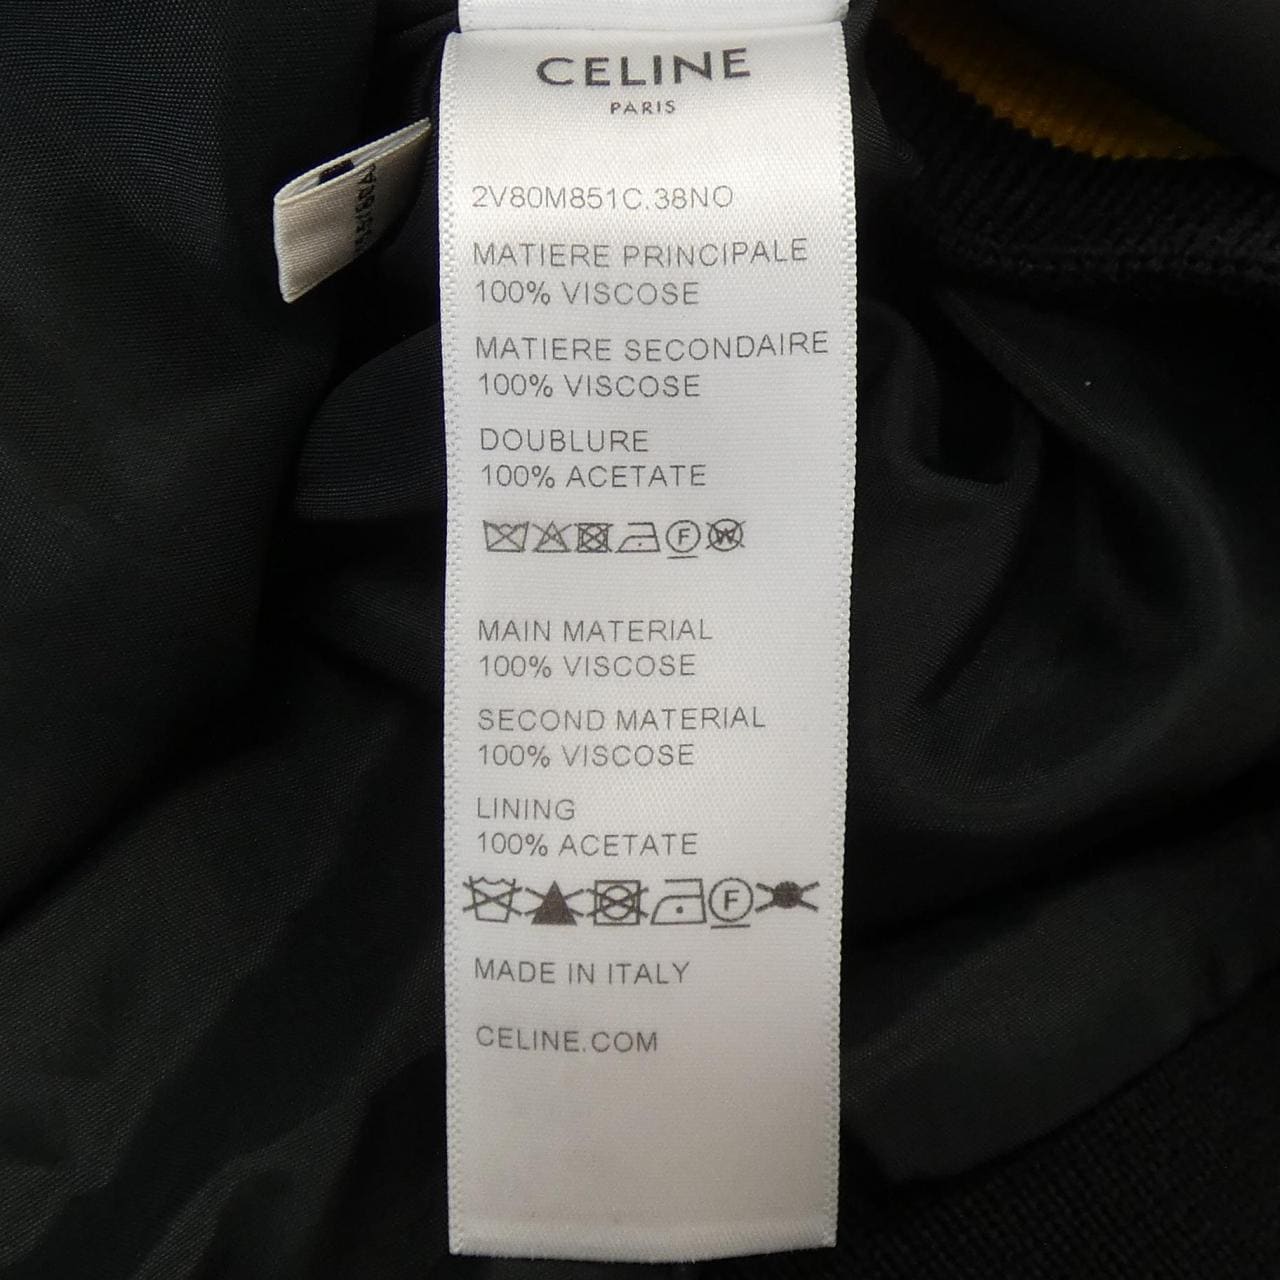 CELINE
PARIS
2V80M851C.38NO
MATIERE PRINCIPALE
100% VISCOSE
MATIERE SECONDAIRE
100% VISCOSE
DOUBLURE
100% ACETATE
F W
MAIN MATERIAL
100% VISCOSE
SECOND MATERIAL
100% VISCOSE
LINING
100% ACETATE
F
MADE IN ITALY
CELINE.COM